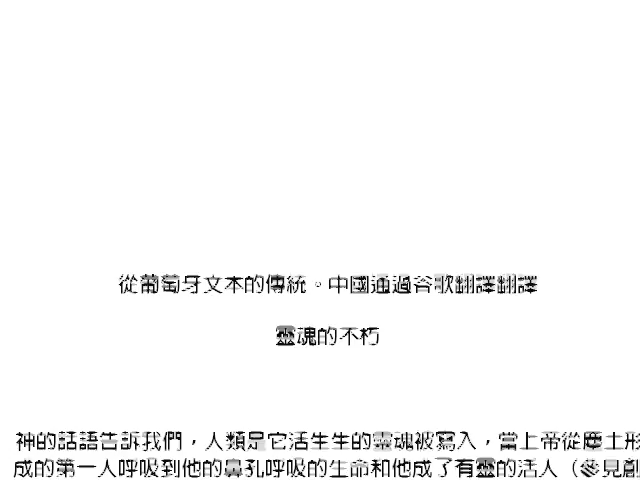 從葡萄牙文本的傳統。中國通過谷歌翻譯翻譯
靈魂的不朽
神的話語告訴我們，人類是它活生生的靈魂被寫入，當上帝從塵土形
成的第一人呼吸到他的鼻孔呼吸的生命和他成了有靈的活人（參見創